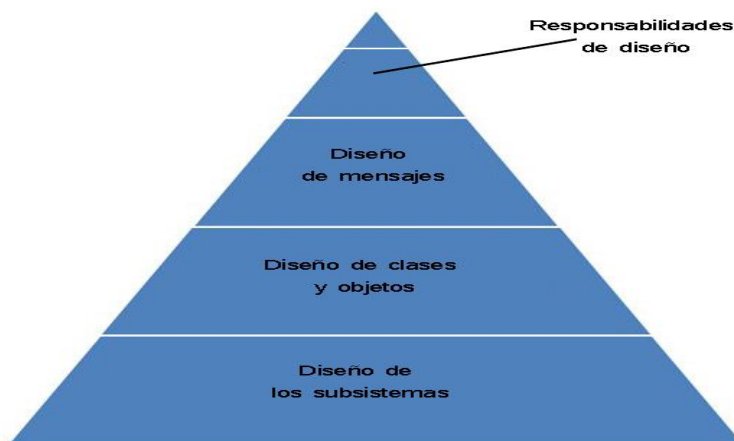 Responsabilidades
de diseño
Diseño
de mensajes
Diseño de clases
y objetos
Diseño de
los subsistemas